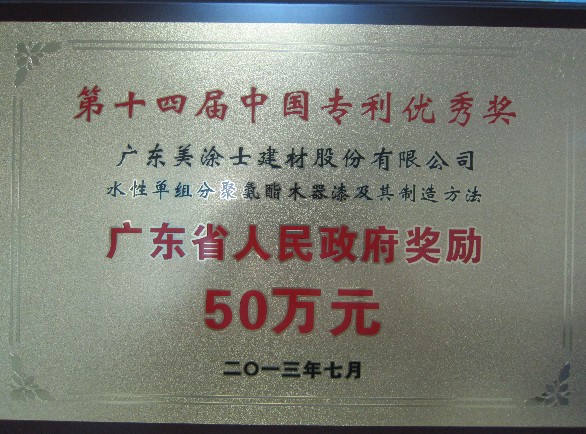 第十四届中国专利优秀奖
广东美涂士建材股份有限公司
水性单组分聚氨酯木器漆及其制造方法
广东省人民政府奖励
50万元
二〇一三年七月